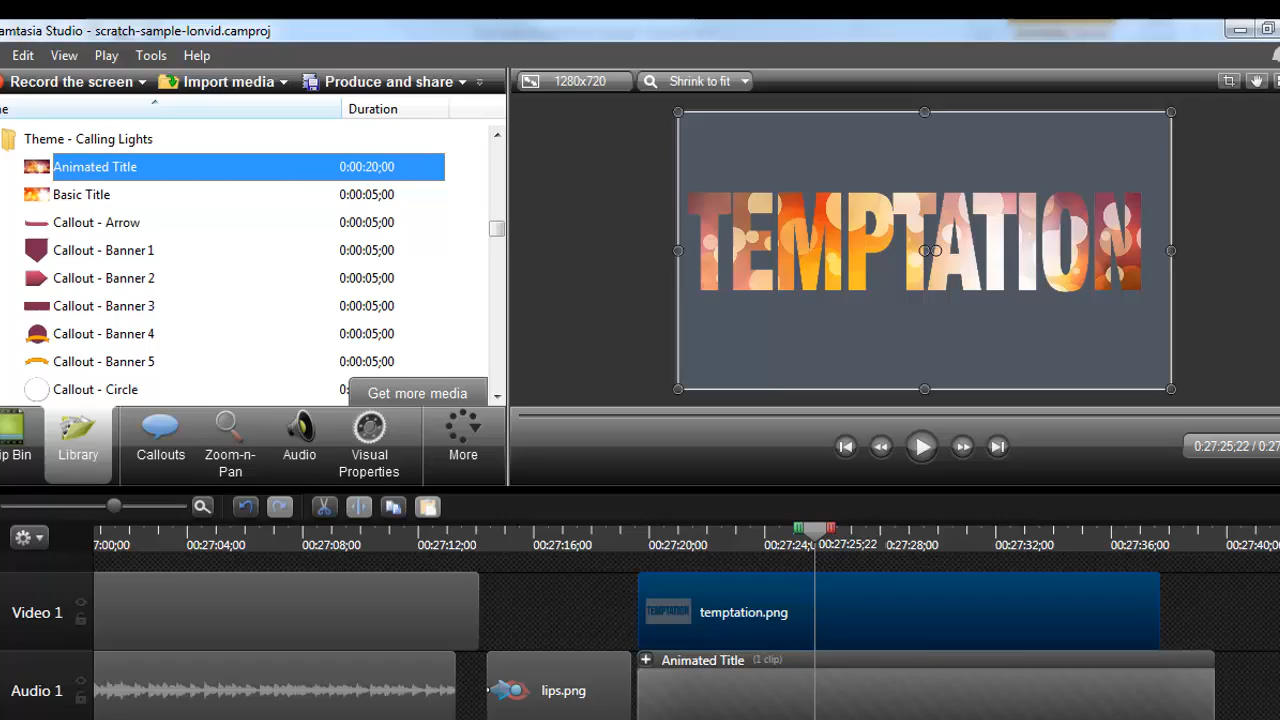 amtasia Studio - scratch-sample-lonvid.camproj
Edit View Play Tools Help
Record the screen Import media Produce and share
1280x720 Shrink to fit
e Duration
Theme - Calling Lights
Animated Title 0:00:20;00
Basic Title 0:00:05;00
Callout - Arrow 0:00:05;00
Callout - Banner 1 0:00:05;00
Callout - Banner 2 0:00:05;00
Callout - Banner 3 0:00:05;00
Callout - Banner 4 0:00:05;00
Callout - Banner 5 0:00:05;00
Callout - Circle 0:
Get more media
TEMPTATION
ip Bin Library Callouts Zoom-n-Pan Audio Visual Properties More
0:27:25;22 / 0:27
7:00;00 00:27:04;00 00:27:08;00 00:27:12;00 00:27:16;00 00:27:20;00 00:27:24;0 00:27:25;22 0:28;00 00:27:32;00 00:27:36;00 00:27:40;00
Video 1 TEMPTATION temptation.png
Animated Title (1 clip)
Audio 1 lips.png